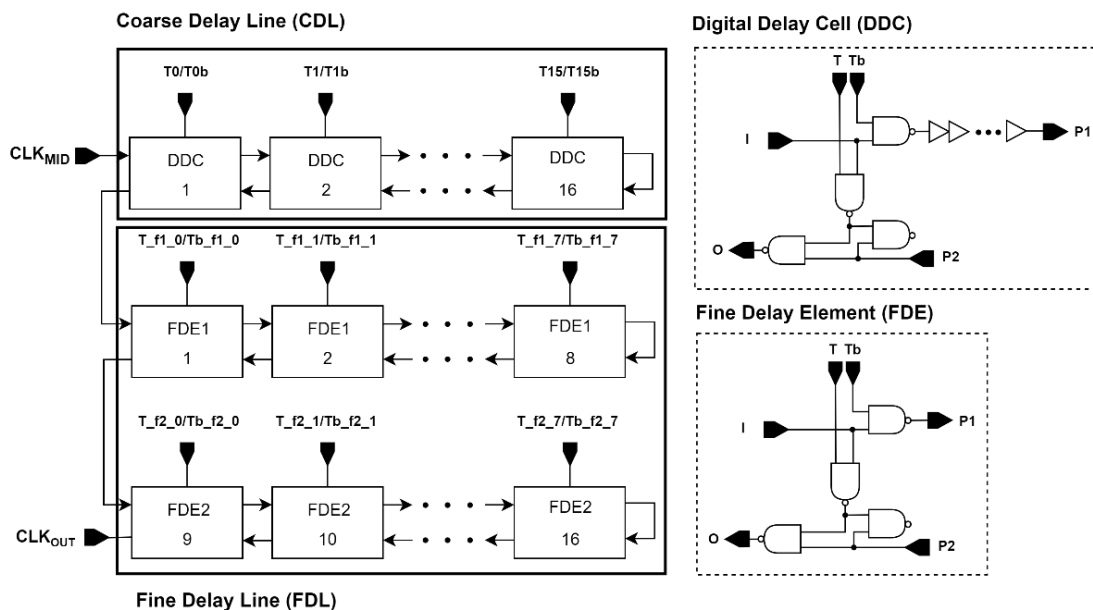 Coarse Delay Line (CDL)
T0/T0b
T1/T1b
T15/T15b
CLKMID
DDC
1
DDC
2
DDC
16
T_f1_0/Tb_f1_0
T_f1_1/Tb_f1_1
T_f1_7/Tb_f1_7
FDE1
1
FDE1
2
FDE1
8
T_f2_0/Tb_f2_0
T_f2_1/Tb_f2_1
T_f2_7/Tb_f2_7
FDE2
9
FDE2
10
FDE2
16
CLKOUT
Fine Delay Line (FDL)
Digital Delay Cell (DDC)
T Tb
I
P1
O
P2
Fine Delay Element (FDE)
T Tb
I
P1
O
P2